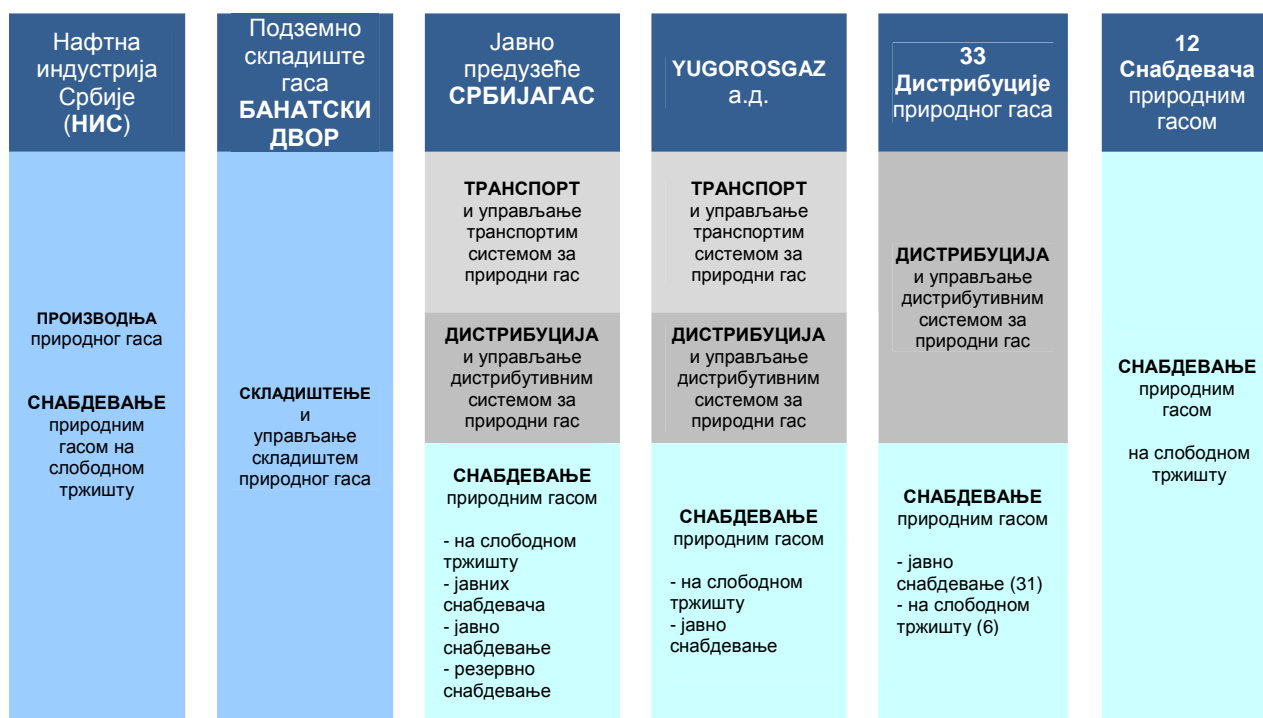 Нафтна
индустрија
Србије
(НИС)
Подземно
складиште
гаса
БАНАТСКИ
ДВОР
Јавно
предузеће
СРБИЈАГАС
YUGOROSGAZ
а.д.
33
Дистрибуције
природног гаса
12
Снабдевача
природним
гасом
ПРОИЗВОДЊА
природног гаса
СНАБДЕВАЊЕ
природним
гасом на
слободном
тржишту
СКЛАДИШТЕЊЕ
и
управљање
складиштем
природног гаса
ТРАНСПОРТ
и управљање
транспортим
системом за
природни гас
ДИСТРИБУЦИЈА
и управљање
дистрибутивним
системом за
природни гас
СНАБДЕВАЊЕ
природним гасом
- на слободном
тржишту
- јавних
снабдевача
- јавно
снабдевање
- резервно
снабдевање
ТРАНСПОРТ
и управљање
транспортим
системом за
природни гас
ДИСТРИБУЦИЈА
и управљање
дистрибутивним
системом за
природни гас
СНАБДЕВАЊЕ
природним гасом
- на слободном
тржишту
- јавно
снабдевање
ДИСТРИБУЦИЈА
и управљање
дистрибутивним
системом за
природни гас
СНАБДЕВАЊЕ
природним гасом
- јавно
снабдевање (31)
- на слободном
тржишту (6)
СНАБДЕВАЊЕ
природним
гасом
на слободном
тржишту